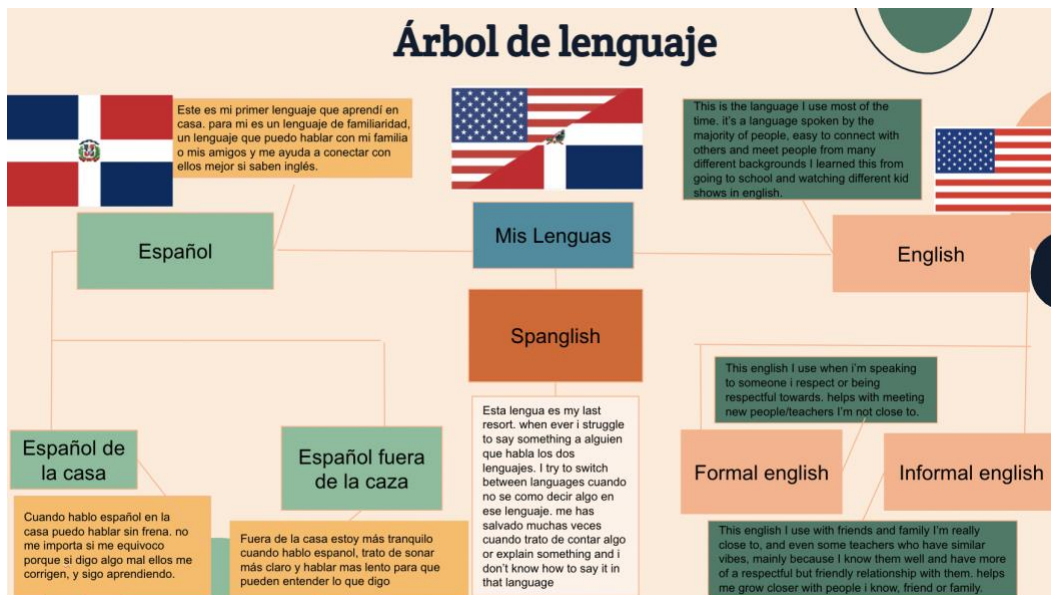 Árbol de lenguaje
Este es mi primer lenguaje que aprendí en
casa. para mi es un lenguaje de familiaridad,
un lenguaje que puedo hablar con mi familia
o mis amigos y me ayuda a conectar con
ellos mejor si saben inglés.
This is the language I use most of the
time. it's a language spoken by the
majority of people, easy to connect with
others and meet people from many
different backgrounds I learned this from
going to school and watching different kid
shows in english.
Español
Mis Lenguas
English
Spanglish
This english I use when i'm speaking
to someone i respect or being
respectful towards. helps with meeting
new people/teachers I'm not close to.
Español de
la casa
Español fuera
de la caza
Esta lengua es my last
resort. when ever i struggle
to say something a alguien
que habla los dos
lenguajes. I try to switch
between languages cuando
no se como decir algo en
ese lenguaje. me has
salvado muchas veces
cuando trato de contar algo
or explain something and i
don't know how to say it in
that language
Formal english
Informal english
Cuando hablo español en la
casa puedo hablar sin frena. no
me importa si me equivoco
porque si digo algo mal ellos me
corrigen, y sigo aprendiendo.
Fuera de la casa estoy más tranquilo
cuando hablo espanol, trato de sonar
más claro y hablar mas lento para que
pueden entender lo que digo
This english I use with friends and family I'm really
close to, and even some teachers who have similar
vibes, mainly because I know them well and have more
of a respectful but friendly relationship with them. helps
me grow closer with people i know, friend or family.